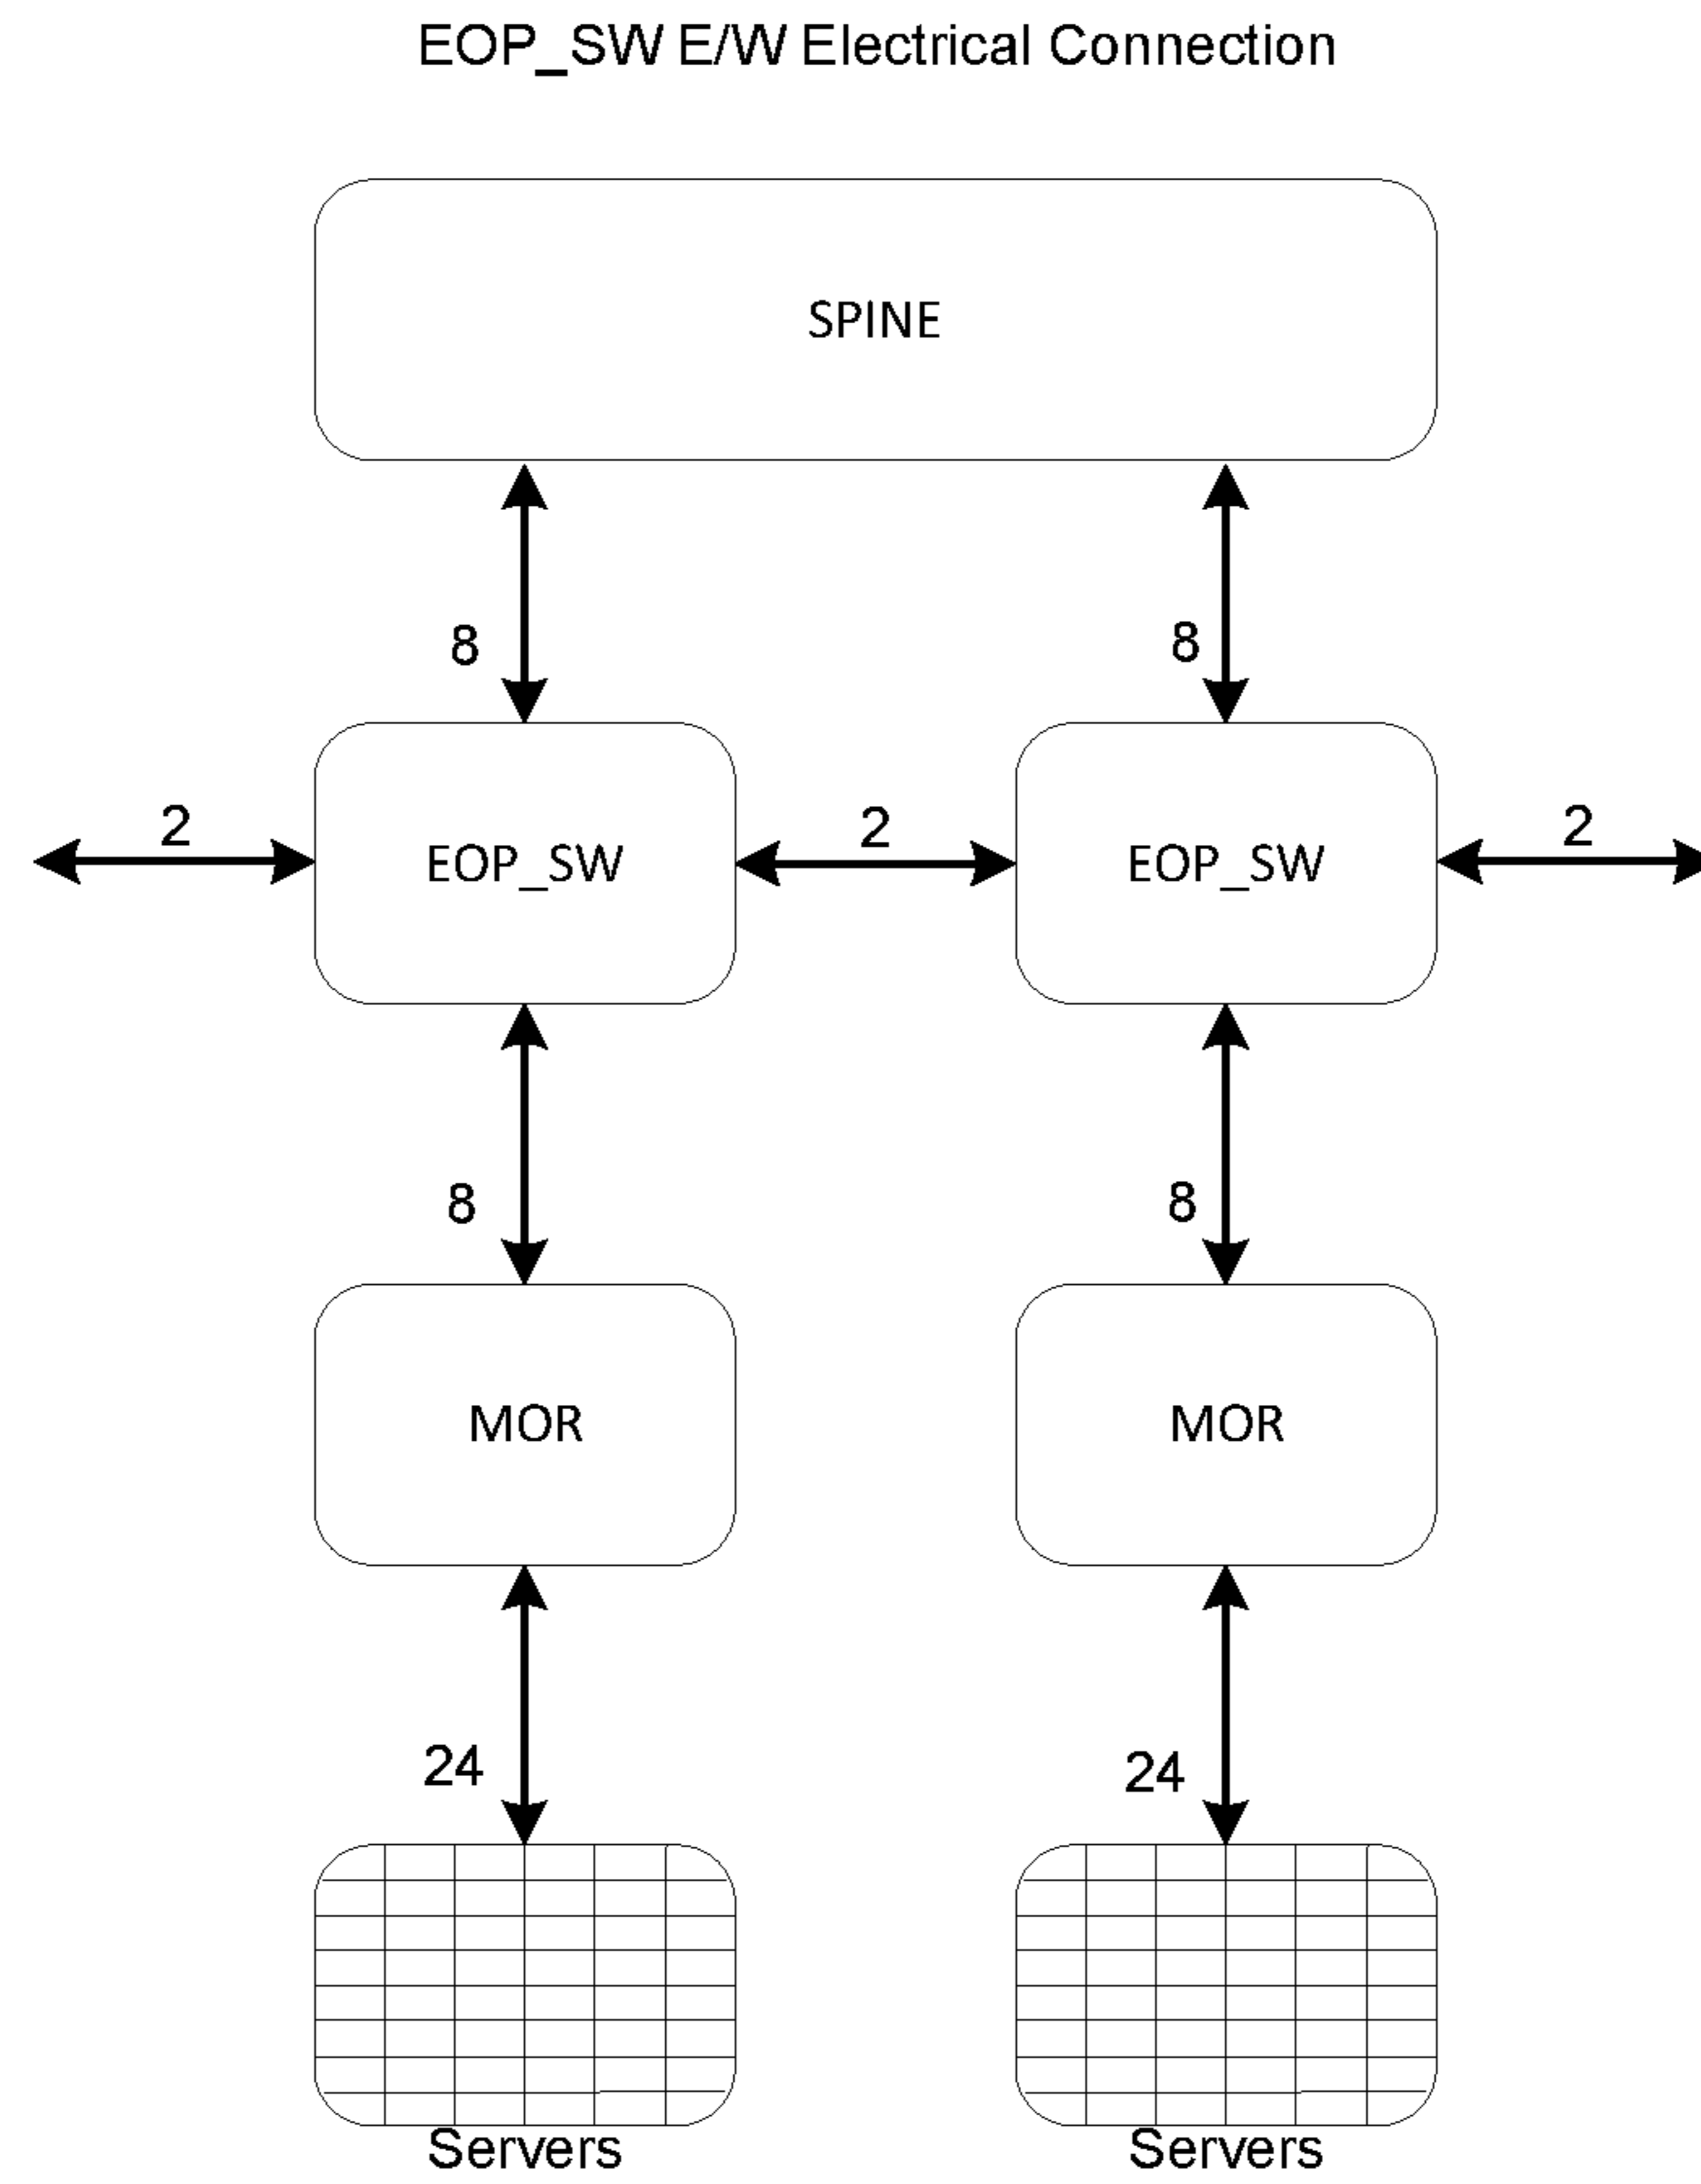 EOP_SW E/W Electrical Connection
SPINE
8
8
2
EOP_SW
2
EOP_SW
2
8
8
MOR
MOR
24
24
Servers
Servers